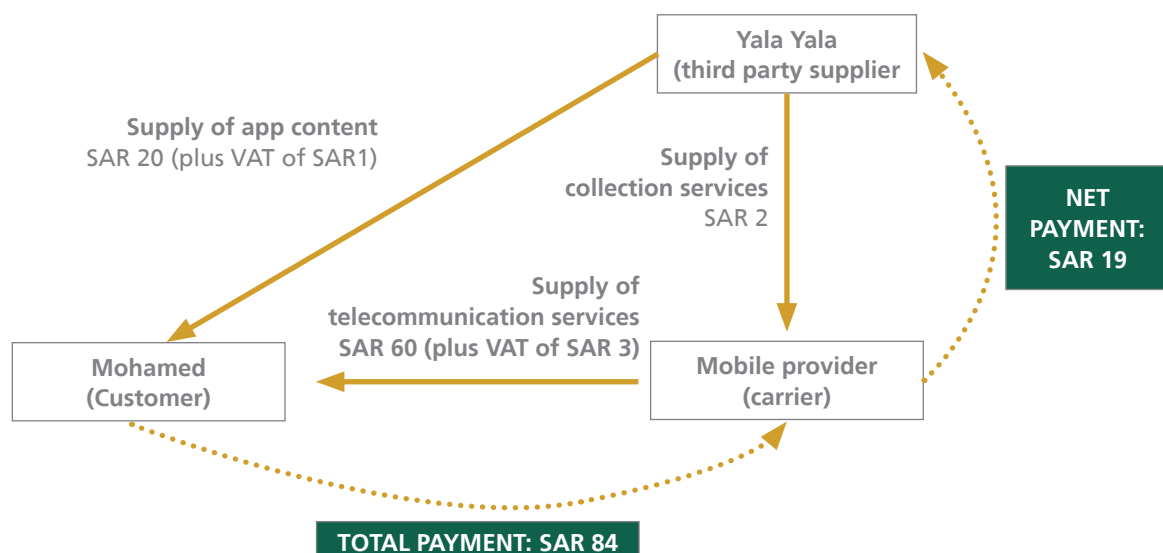 Yala Yala
(third party supplier
Supply of app content
SAR 20 (plus VAT of SAR1)
Supply of
collection services
SAR 2
NET
PAYMENT:
SAR 19
Supply of
telecommunication services
SAR 60 (plus VAT of SAR 3)
Mohamed
(Customer)
Mobile provider
(carrier)
TOTAL PAYMENT: SAR 84